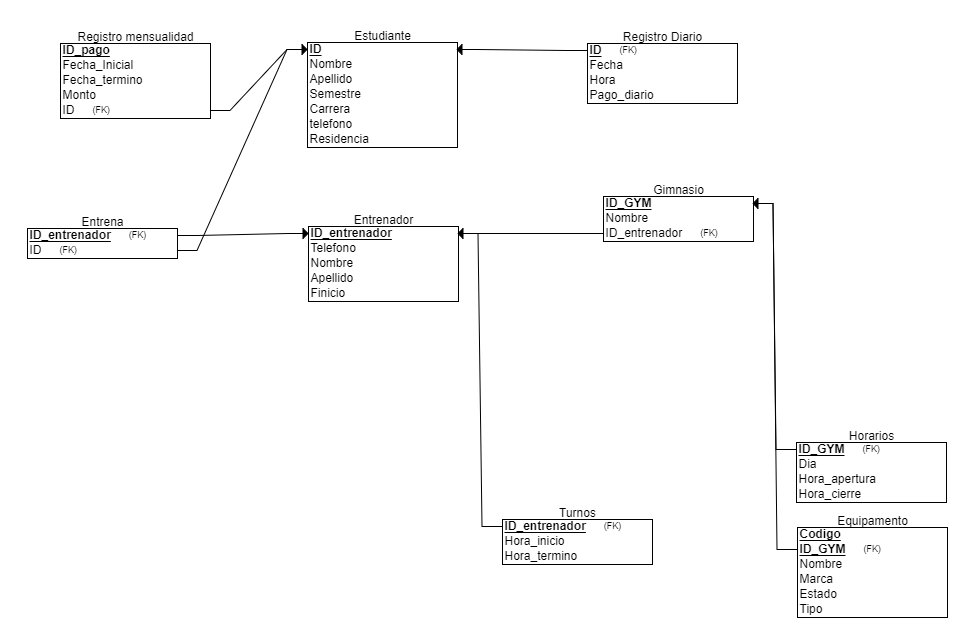 Registro mensualidad
ID_pago
Fecha_Inicial
Fecha_termino
Monto
ID (FK)
Estudiante
ID
Nombre
Apellido
Semestre
Carrera
telefono
Residencia
Registro Diario
ID (FK)
Fecha
Hora
Pago_diario
Entrena
ID_entrenador (FK)
ID (FK)
Entrenador
ID_entrenador
Telefono
Nombre
Apellido
Finicio
Gimnasio
ID_GYM
Nombre
ID_entrenador (FK)
Horarios
ID_GYM (FK)
Dia
Hora_apertura
Hora_cierre
Turnos
ID_entrenador (FK)
Hora_inicio
Hora_termino
Equipamento
Codigo
ID_GYM (FK)
Nombre
Marca
Estado
Tipo